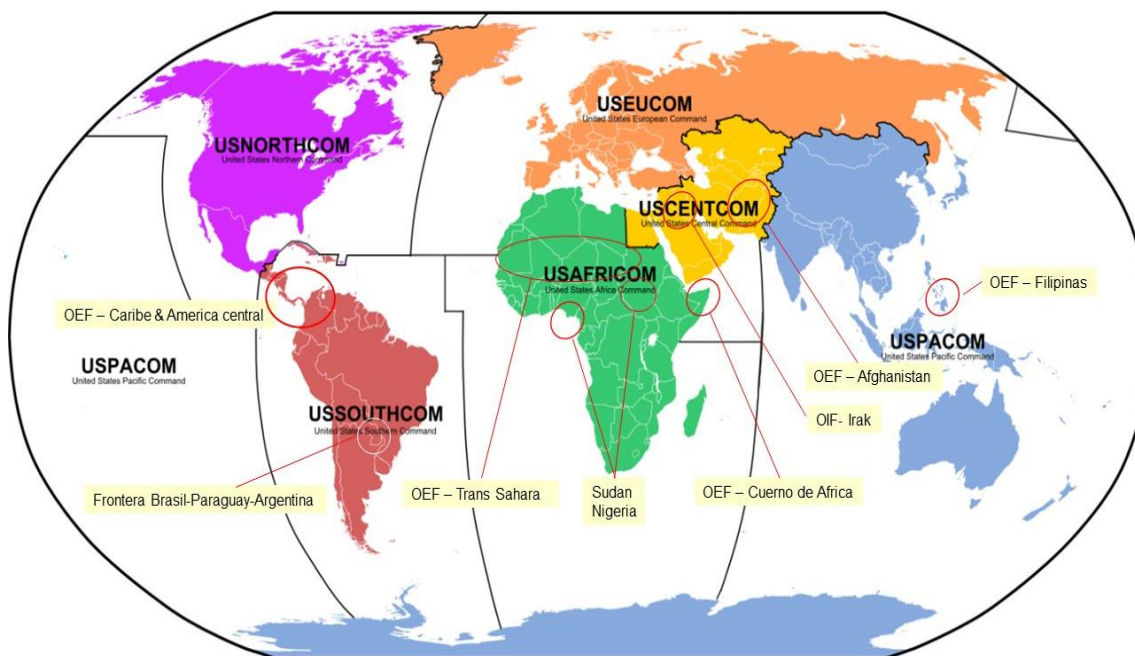 USEUCOM
United States European Command
USNORTHCOM
United States Northern Command
USCENTCOM
United States Central Command
USAFRICOM
United States Africa Command
OEF – Filipinas
OEF – Caribe & America central
USPACOM
United States Pacific Command
USPACOM
United States Pacific Command
OEF – Afghanistan
USSOUTHCOM
United States Southern Command
OIF- Irak
Frontera Brasil-Paraguay-Argentina
OEF – Trans Sahara
Sudan
Nigeria
OEF – Cuerno de Africa